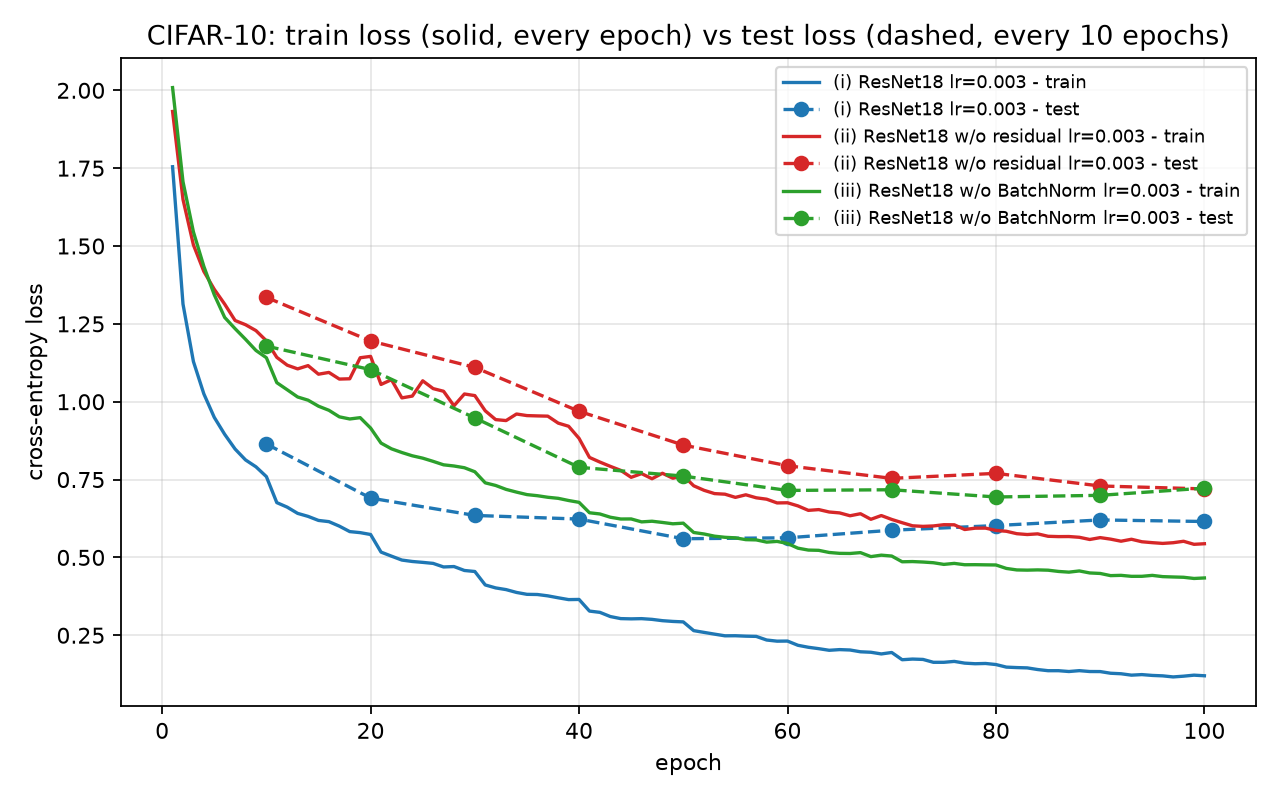 CIFAR-10: train loss (solid, every epoch) vs test loss (dashed, every 10 epochs)
(i) ResNet18 lr=0.003 - train
(i) ResNet18 lr=0.003 - test
(ii) ResNet18 w/o residual lr=0.003 - train
(ii) ResNet18 w/o residual lr=0.003 - test
(iii) ResNet18 w/o BatchNorm lr=0.003 - train
(iii) ResNet18 w/o BatchNorm lr=0.003 - test
cross-entropy loss
2.00
1.75
1.50
1.25
1.00
0.75
0.50
0.25
0 20 40 60 80 100
epoch